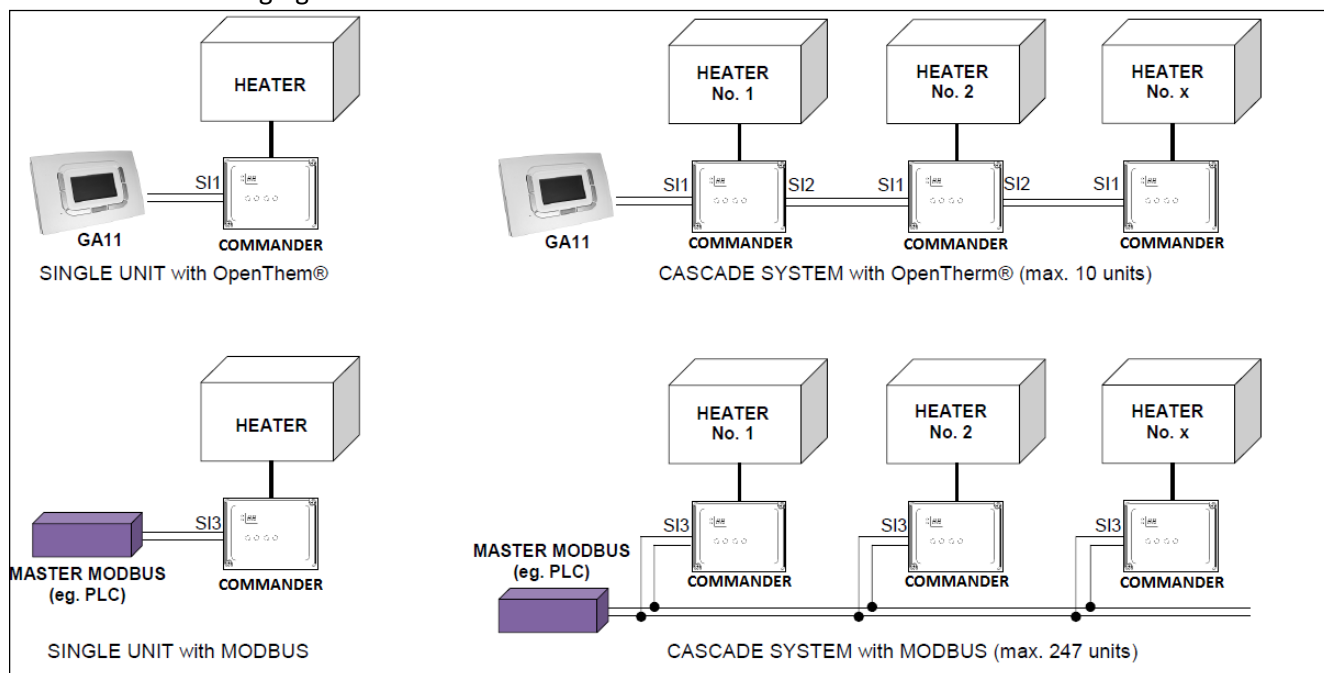 HEATER
SI1
GA11
COMMANDER
SINGLE UNIT with OpenThem®
HEATER
No. 1
HEATER
No. 2
HEATER
No. x
SI1
SI2
SI1
SI2
SI1
GA11
COMMANDER
COMMANDER
COMMANDER
CASCADE SYSTEM with OpenTherm® (max. 10 units)
HEATER
SI3
MASTER MODBUS
(eg. PLC)
COMMANDER
SINGLE UNIT with MODBUS
HEATER
No. 1
HEATER
No. 2
HEATER
No. x
SI3
SI3
SI3
MASTER MODBUS
(eg. PLC)
COMMANDER
COMMANDER
COMMANDER
CASCADE SYSTEM with MODBUS (max. 247 units)